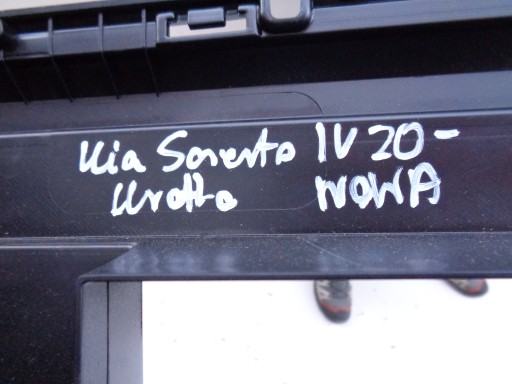 Kia Sorento IV 20-
Kratka NOWA